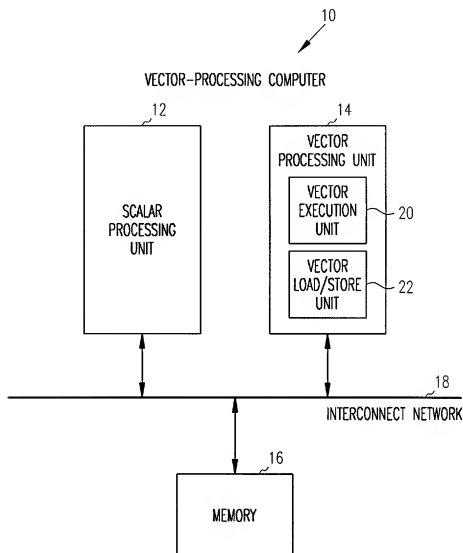 10
VECTOR-PROCESSING COMPUTER
12
14
SCALAR
PROCESSING
UNIT
VECTOR
PROCESSING UNIT
VECTOR
EXECUTION
UNIT
20
VECTOR
LOAD/STORE
UNIT
22
18
INTERCONNECT NETWORK
16
MEMORY